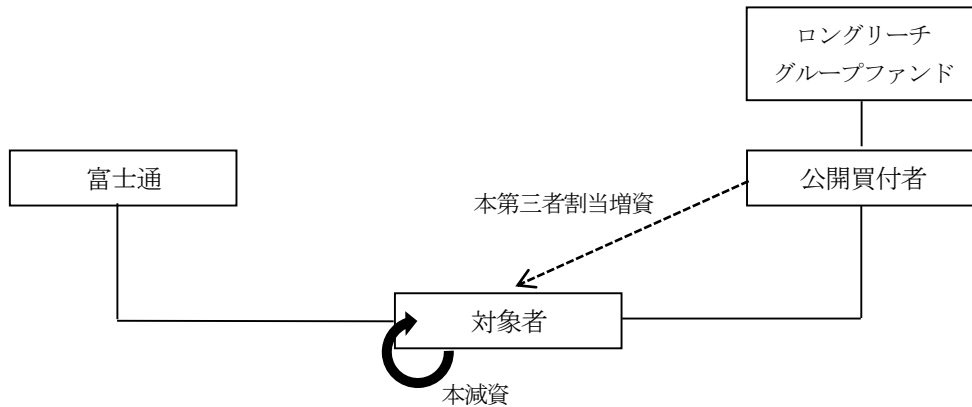 ロングリーチ
グループファンド
富士通
公開買付者
本第三者割当増資
対象者
本減資